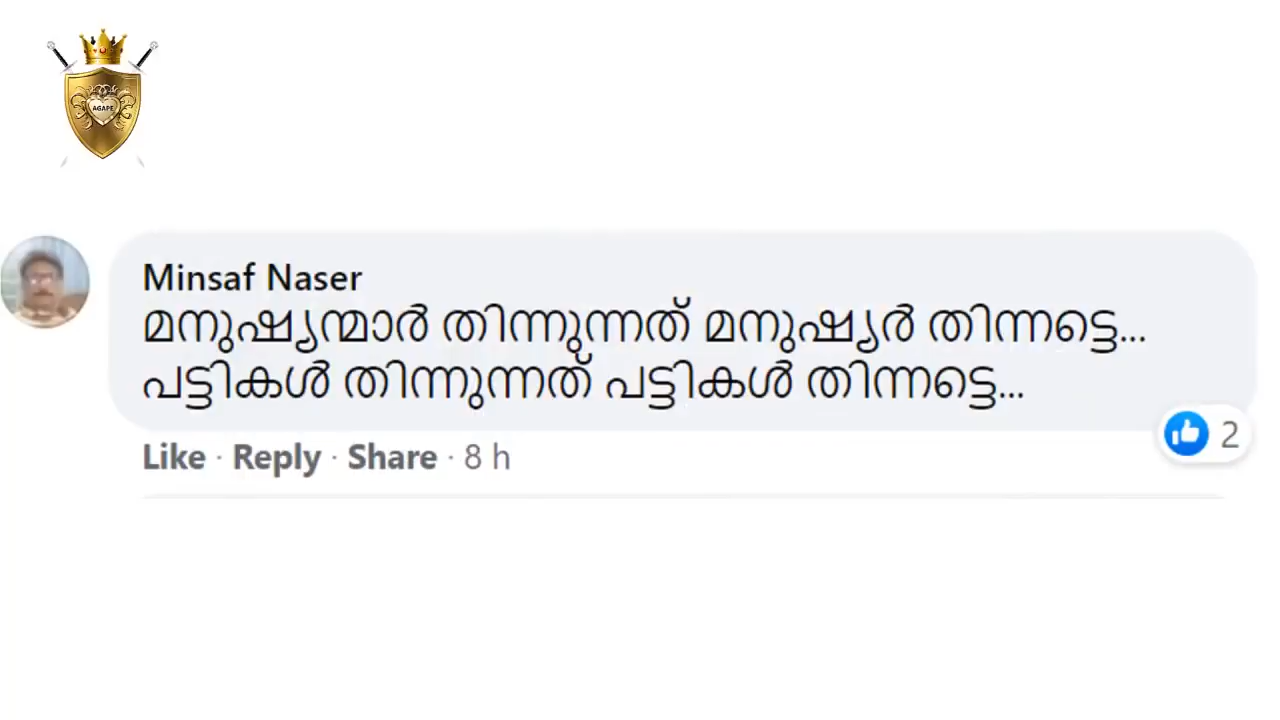 AGAPE
Minsaf Naser
മനുഷ്യന്മാർ തിന്നുന്നത് മനുഷ്യർ തിന്നട്ടെ...
പട്ടികൾ തിന്നുന്നത് പട്ടികൾ തിന്നട്ടെ...
2
Like · Reply · Share · 8 h